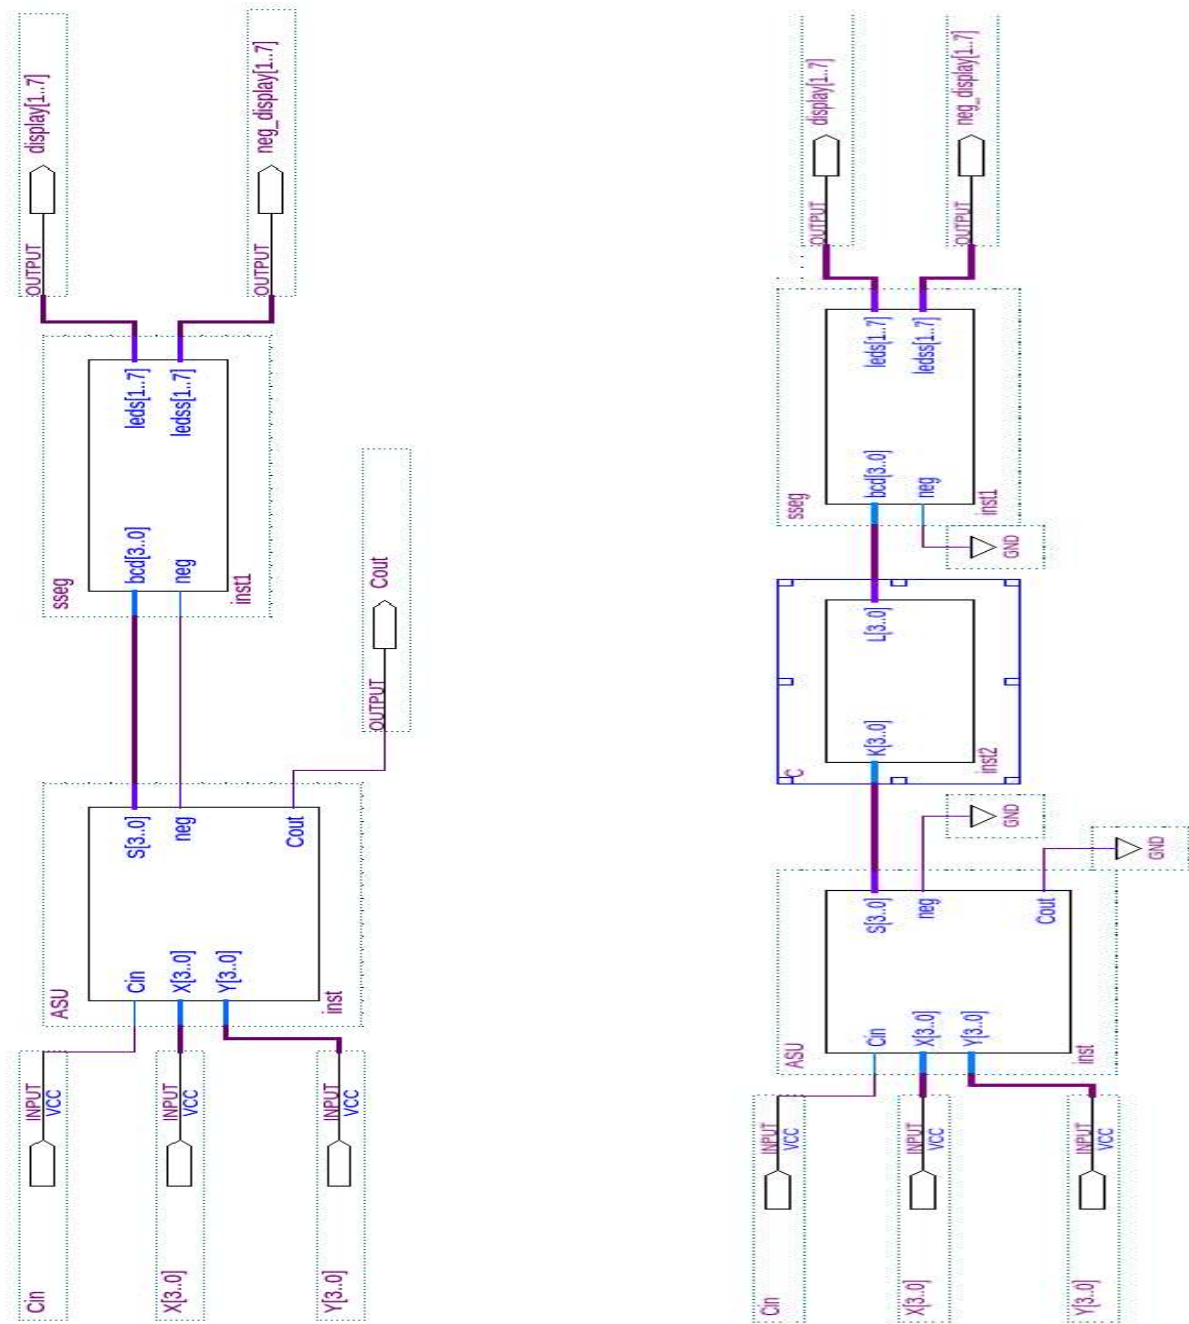 Cin
INPUT
VCC
X[3..0]
INPUT
VCC
Y[3..0]
INPUT
VCC
ASU
Cin
X[3..0]
Y[3..0]
S[3..0]
neg
Cout
inst
OUTPUT
Cout
sseg
bcd[3..0]
neg
leds[1..7]
ledss[1..7]
inst1
OUTPUT
display[1..7]
OUTPUT
neg_display[1..7]
Cin
INPUT
VCC
X[3..0]
INPUT
VCC
Y[3..0]
INPUT
VCC
ASU
Cin
X[3..0]
Y[3..0]
S[3..0]
neg
Cout
inst
GND
GND
C
K[3..0]
L[3..0]
inst2
GND
sseg
bcd[3..0]
neg
leds[1..7]
ledss[1..7]
inst1
OUTPUT
display[1..7]
OUTPUT
neg_display[1..7]